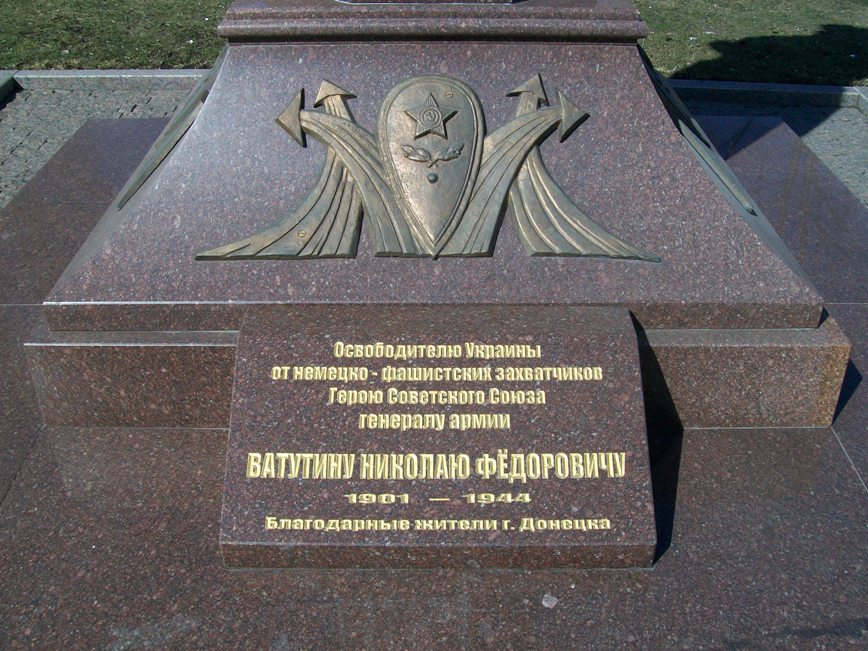 Освободителю Украины
от немецко - фашистских захватчиков
Герою Советского Союза
генералу армии
ВАТУТИНУ НИКОЛАЮ ФЁДОРОВИЧУ
1901 — 1944
Благодарные жители г. Донецка